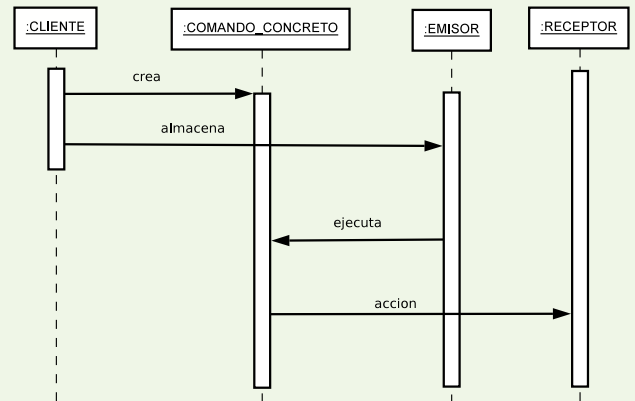 :CLIENTE
:COMANDO_CONCRETO
:EMISOR
:RECEPTOR
crea
almacena
ejecuta
accion